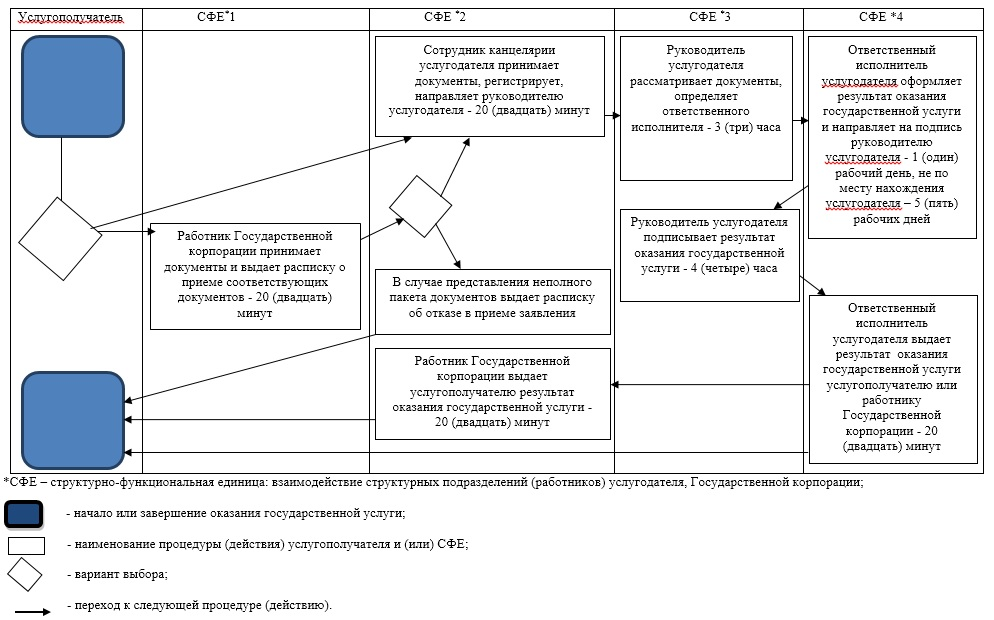 Услугополучатель
СФЕ*1
СФЕ *2
СФЕ *3
СФЕ *4
Сотрудник канцелярии
услугодателя принимает
документы, регистрирует,
направляет руководителю
услугодателя - 20 (двадцать) минут
Руководитель
услугодателя
рассматривает документы,
определяет
ответственного
исполнителя - 3 (три) часа
Ответственный
исполнитель
услугодателя оформляет
результат оказания
государственной услуги
и направляет на подпись
руководителю
услугодателя - 1 (один)
рабочий день, не по
месту нахождения
услугодателя – 5 (пять)
рабочих дней
Работник Государственной
корпорации принимает
документы и выдает расписку о
приеме соответствующих
документов - 20 (двадцать)
минут
Руководитель услугодателя
подписывает результат
оказания государственной
услуги - 4 (четыре) часа
В случае представления неполного
пакета документов выдает расписку
об отказе в приеме заявления
Ответственный
исполнитель
услугодателя выдает
результат оказания
государственной услуги
услугополучателю или
работнику
Государственной
корпорации - 20
(двадцать) минут
Работник Государственной
корпорации выдает
услугополучателю результат
оказания государственной услуги -
20 (двадцать) минут
*СФЕ – структурно-функциональная единица: взаимодействие структурных подразделений (работников) услугодателя, Государственной корпорации;
- начало или завершение оказания государственной услуги;
- наименование процедуры (действия) услугополучателя и (или) СФЕ;
- вариант выбора;
- переход к следующей процедуре (действию).